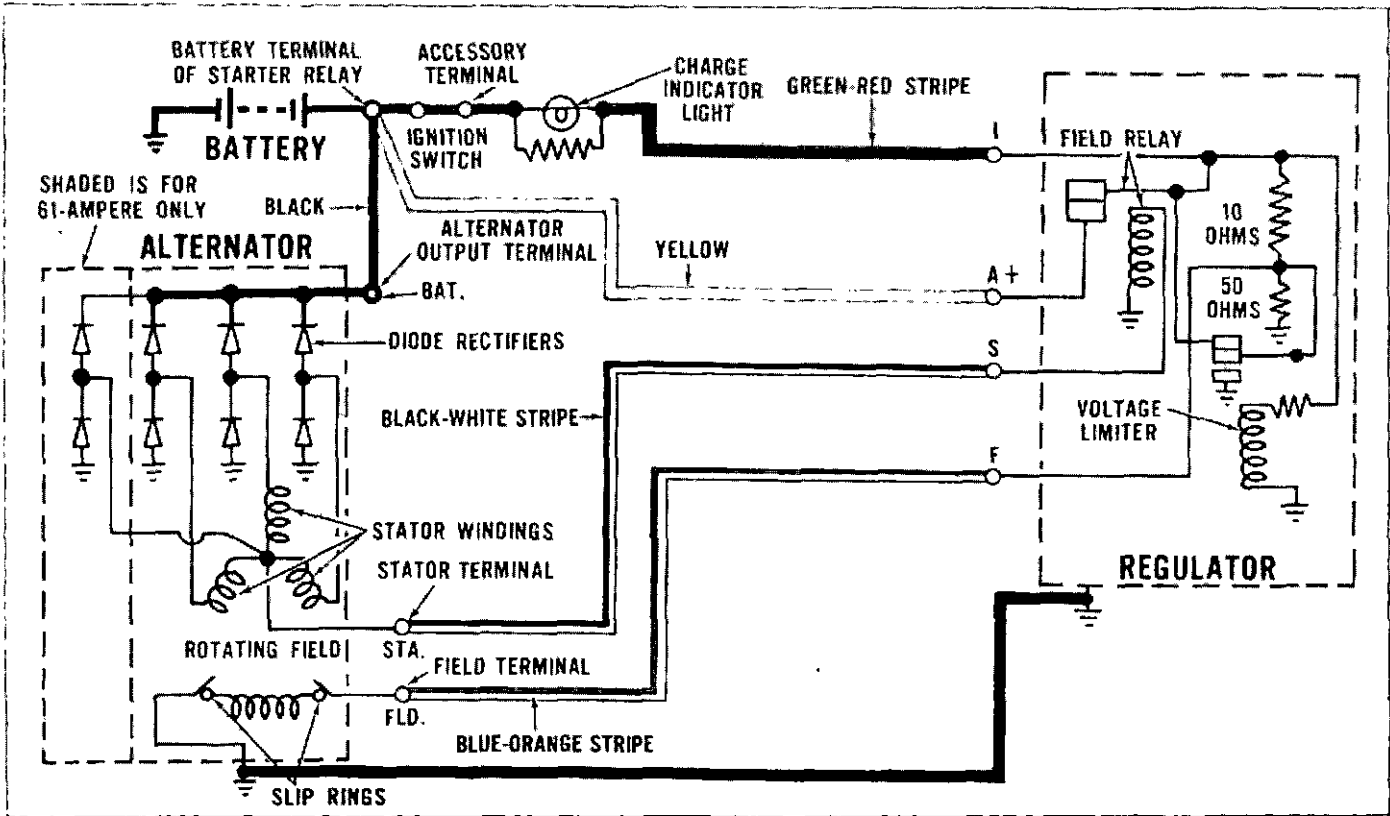 BATTERY TERMINAL
OF STARTER RELAY
ACCESSORY
TERMINAL
CHARGE
INDICATOR
LIGHT
GREEN-RED STRIPE
I
FIELD RELAY
BATTERY
IGNITION
SWITCH
SHADED IS FOR
61-AMPERE ONLY
BLACK
ALTERNATOR
ALTERNATOR
OUTPUT TERMINAL
YELLOW
10
OHMS
A+
BAT.
50
OHMS
DIODE RECTIFIERS
S
BLACK-WHITE STRIPE
VOLTAGE
LIMITER
F
STATOR WINDINGS
STATOR TERMINAL
REGULATOR
ROTATING FIELD
STA.
FIELD TERMINAL
FLD.
BLUE-ORANGE STRIPE
SLIP RINGS